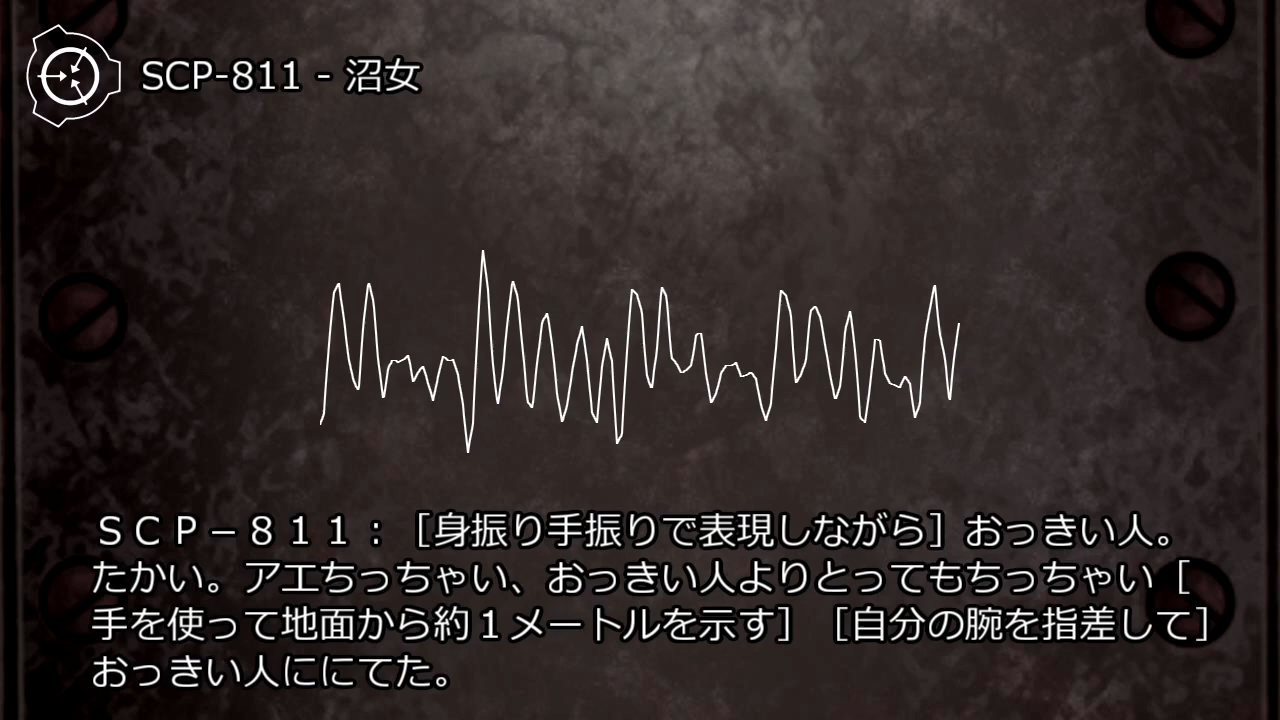 SCP-811 - 沼女
ＳＣＰ－８１１：［身振り手振りで表現しながら］おっきい人。
たかい。アエちっちゃい、おっきい人よりとってもちっちゃい［
手を使って地面から約１メートルを示す］［自分の腕を指差して］
おっきい人ににてた。